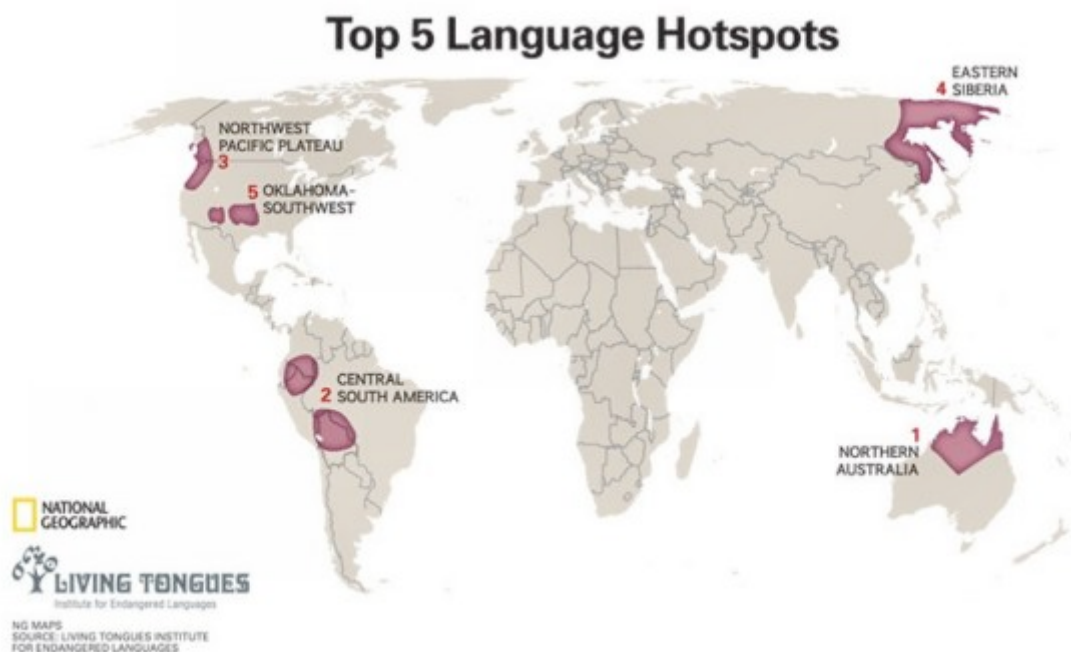 Top 5 Language Hotspots
4 EASTERN
SIBERIA
NORTHWEST
PACIFIC PLATEAU
3
5 OKLAHOMA-
SOUTHWEST
CENTRAL
2 SOUTH AMERICA
1
NORTHERN
AUSTRALIA
NATIONAL
GEOGRAPHIC
LIVING TONGUES
Institute for Endangered Languages
NG MAPS
SOURCE: LIVING TONGUES INSTITUTE
FOR ENDANGERED LANGUAGES